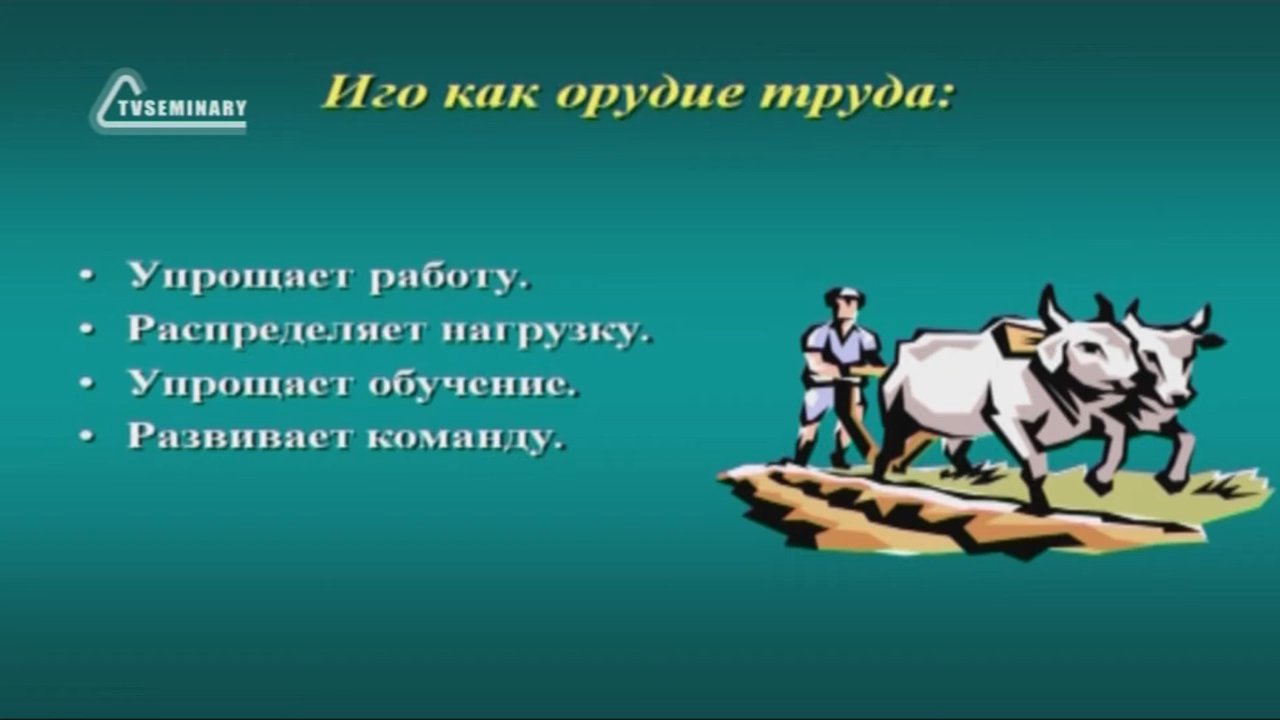 Иго как орудие труда:
TVSEMINARY
• Упрощает работу.
• Распределяет нагрузку.
• Упрощает обучение.
• Развивает команду.